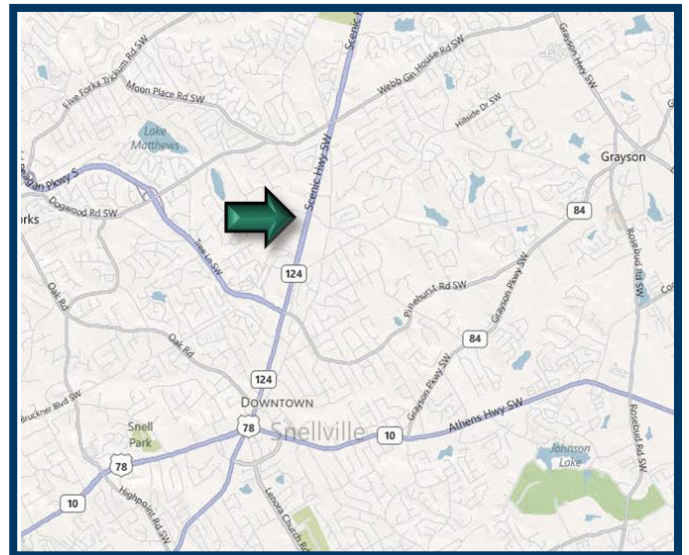 Scenic
Grayson Hwy SW
Webb Gin House Rd SW
Five Forks Trickum Rd SW
Moon Place Rd SW
Hillside Dr SW
Lake
Matthews
Grayson
Scenic Hwy SW
Pkwy S
84
Dogwood Rd SW
orks
Tree Ln SW
Rosebud Rd SW
124
Pinehurst Rd SW
Grayson Pkwy SW
Oak Rd
84
Oak Rd
124
Grayson Pkwy SW
DOWNTOWN
Bruckner Blvd SW
Snell
Park
78
Snellville
10
Athens Hwy SW
Rosebud Rd SW
78
Johnson
Lake
10
Highpoint Rd SW
Lenora Church Rd